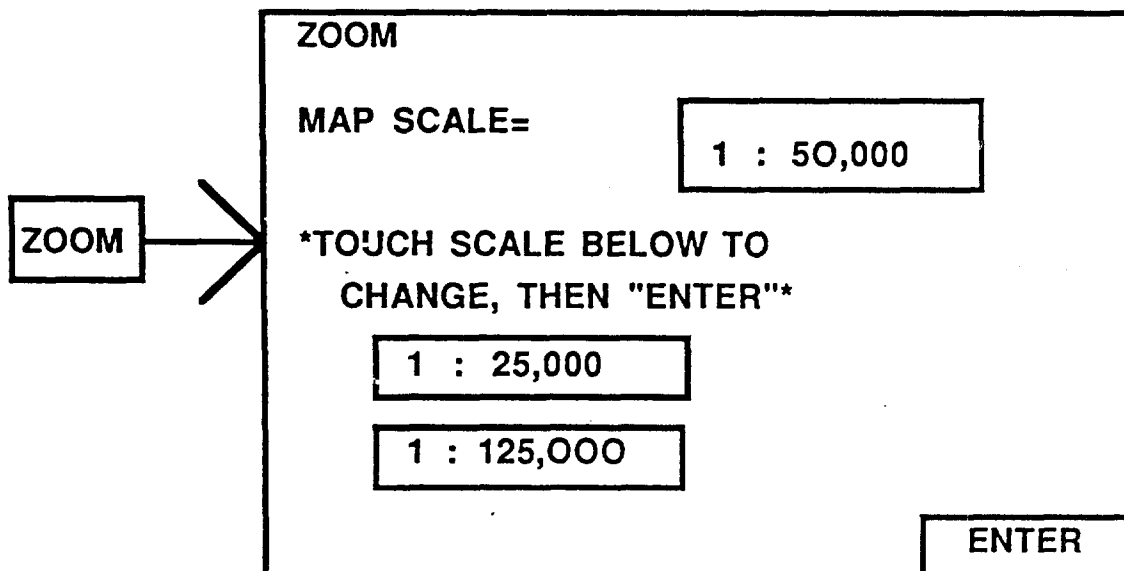 ZOOM
MAP SCALE=
1 : 50,000
ZOOM
*TOUCH SCALE BELOW TO
CHANGE, THEN "ENTER"*
1 : 25,000
1 : 125,000
ENTER